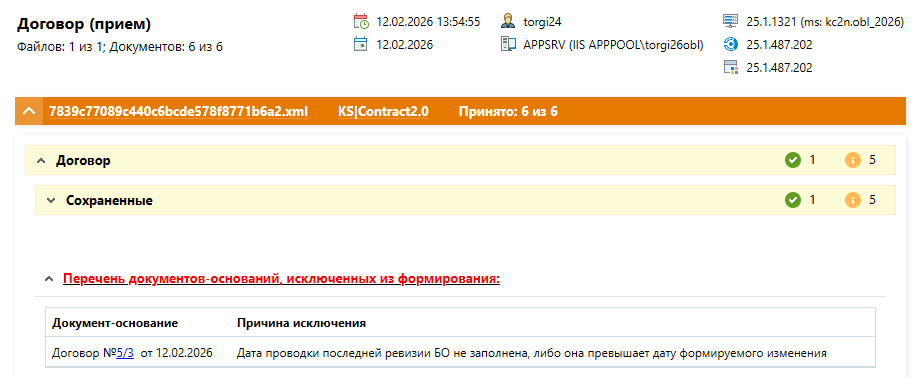 Договор (прием)
Файлов: 1 из 1; Документов: 6 из 6
12.02.2026 13:54:55
12.02.2026
torgi24
APPSRV (IIS APPPOOL\torgi26obl)
25.1.1321 (ms: kc2n.obl_2026)
25.1.487.202
25.1.487.202
7839c77089c440c6bcde578f8771b6a2.xml KS|Contract2.0 Принято: 6 из 6
Договор 1 5
Сохраненные 1 5
Перечень документов-оснований, исключенных из формирования:
Документ-основание Причина исключения
Договор №5/3 от 12.02.2026 Дата проводки последней ревизии БО не заполнена, либо она превышает дату формируемого изменения